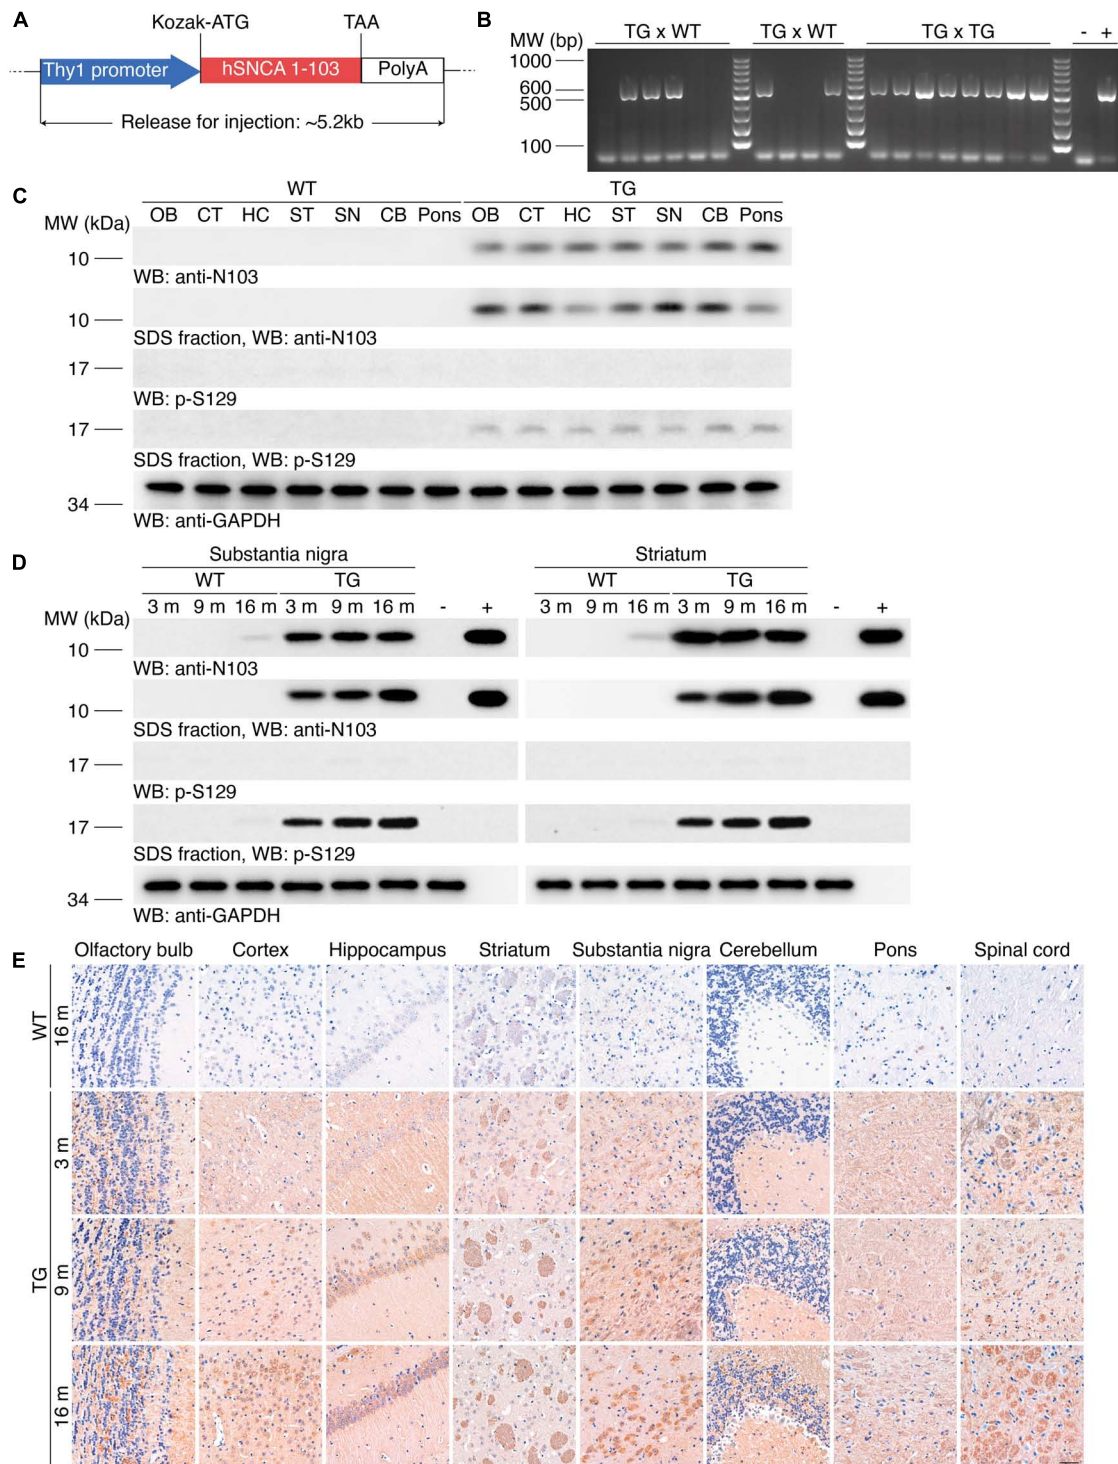 A
Kozak-ATG TAA
Thy1 promoter hSNCA 1-103 PolyA
Release for injection: ~5.2kb
B
TG x WT TG x WT TG x TG - +
MW (bp)
1000
600
500
100
C
WT TG
OB CT HC ST SN CB Pons OB CT HC ST SN CB Pons
MW (kDa)
10
WB: anti-N103
10
SDS fraction, WB: anti-N103
17
WB: p-S129
17
SDS fraction, WB: p-S129
34
WB: anti-GAPDH
D
Substantia nigra Striatum
WT TG WT TG
3 m 9 m 16 m 3 m 9 m 16 m - + 3 m 9 m 16 m 3 m 9 m 16 m - +
MW (kDa)
10
WB: anti-N103
10
SDS fraction, WB: anti-N103
17
WB: p-S129
17
SDS fraction, WB: p-S129
34
WB: anti-GAPDH
E
Olfactory bulb Cortex Hippocampus Striatum Substantia nigra Cerebellum Pons Spinal cord
WT
16 m
TG
3 m
9 m
16 m